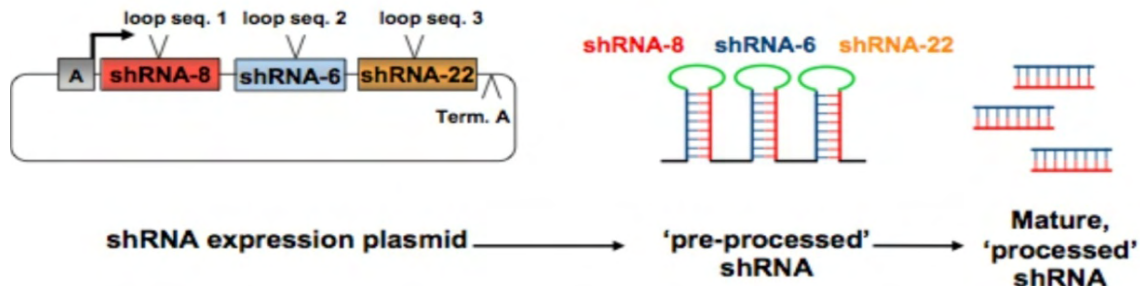 loop seq. 1 loop seq. 2 loop seq. 3
A shRNA-8 shRNA-6 shRNA-22
Term. A
shRNA-8 shRNA-6 shRNA-22
shRNA expression plasmid
‘pre-processed’
shRNA
Mature,
‘processed’
shRNA